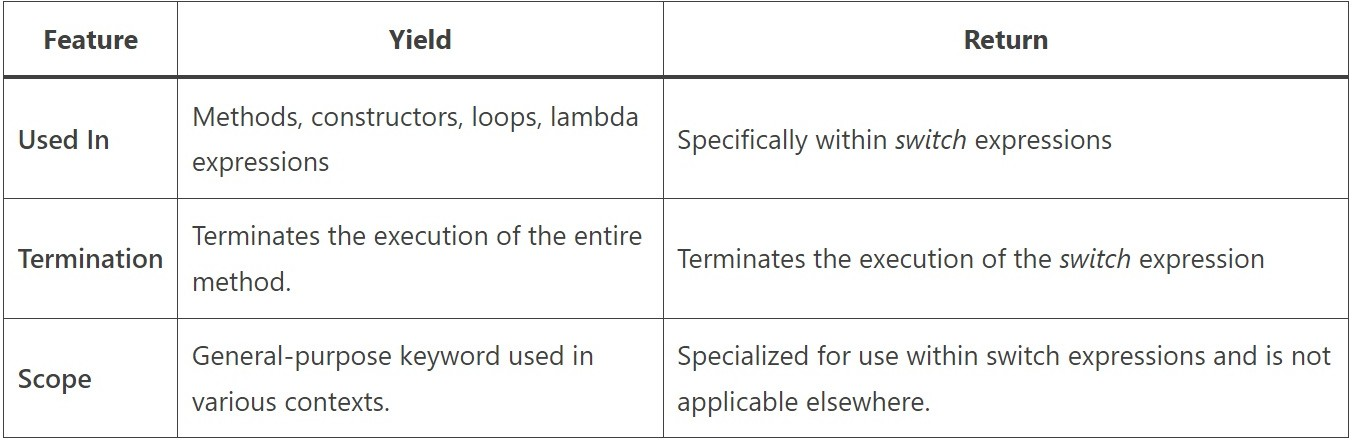 Feature Yield Return
Used In
Methods, constructors, loops, lambda
expressions
Specifically within switch expressions
Termination
Terminates the execution of the entire
method.
Terminates the execution of the switch expression
Scope
General-purpose keyword used in
various contexts.
Specialized for use within switch expressions and is not
applicable elsewhere.